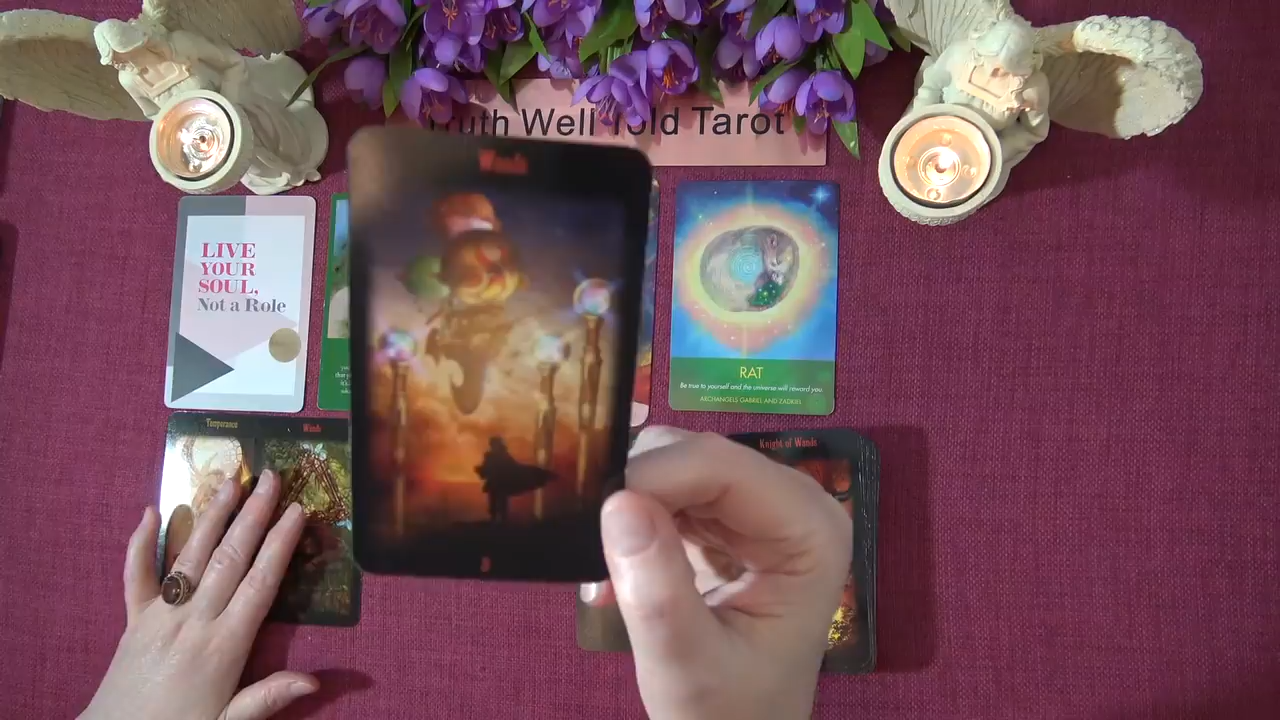 Truth Well Told Tarot
Wands
LIVE
YOUR
SOUL,
Not a Role
RAT
Be true to yourself and the universe will reward you.
ARCHANGELS GABRIEL AND ZADKIEL
Temperance
Wands
Knight of Wands